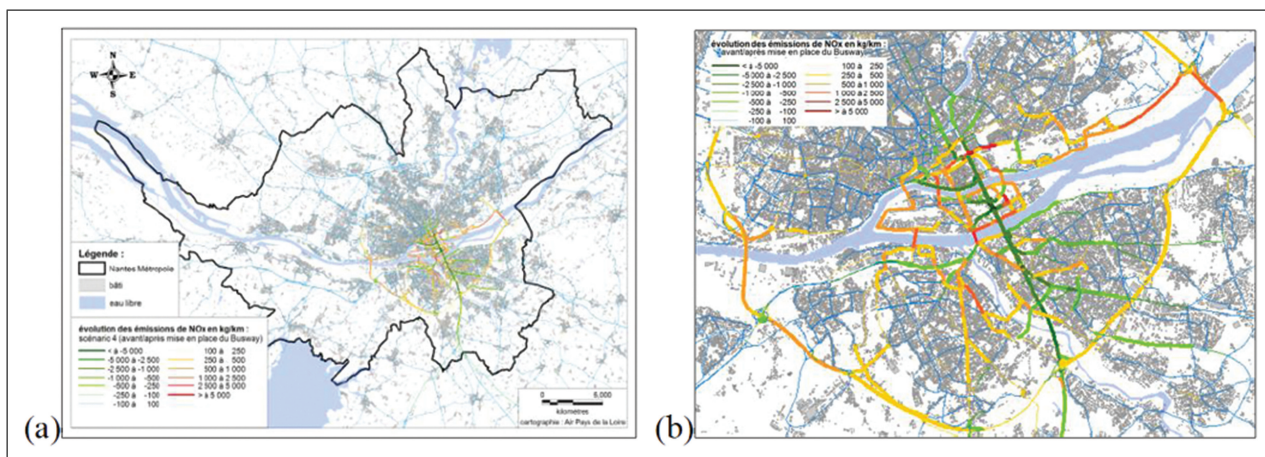 N
W E
S
Légende :
Nantes Métropole
bâti
eau libre
évolution des émissions de NOx en kg/km :
scénario 4 (avant/après mise en place du Busway)
< à -5 000
-5 000 à -2 500
-2 500 à -1 000
-1 000 à -500
-500 à -250
-250 à -100
-100 à 100
100 à 250
250 à 500
500 à 1 000
1 000 à 2 500
2 500 à 5 000
> à 5 000
0 5,000
kilomètres
cartographie : Air Pays de la Loire
(a)
évolution des émissions de NOx en kg/km :
(avant/après mise en place du Busway)
< à -5 000
-5 000 à -2 500
-2 500 à -1 000
-1 000 à -500
-500 à -250
-250 à -100
-100 à 100
100 à 250
250 à 500
500 à 1 000
1 000 à 2 500
2 500 à 5 000
> à 5 000
(b)